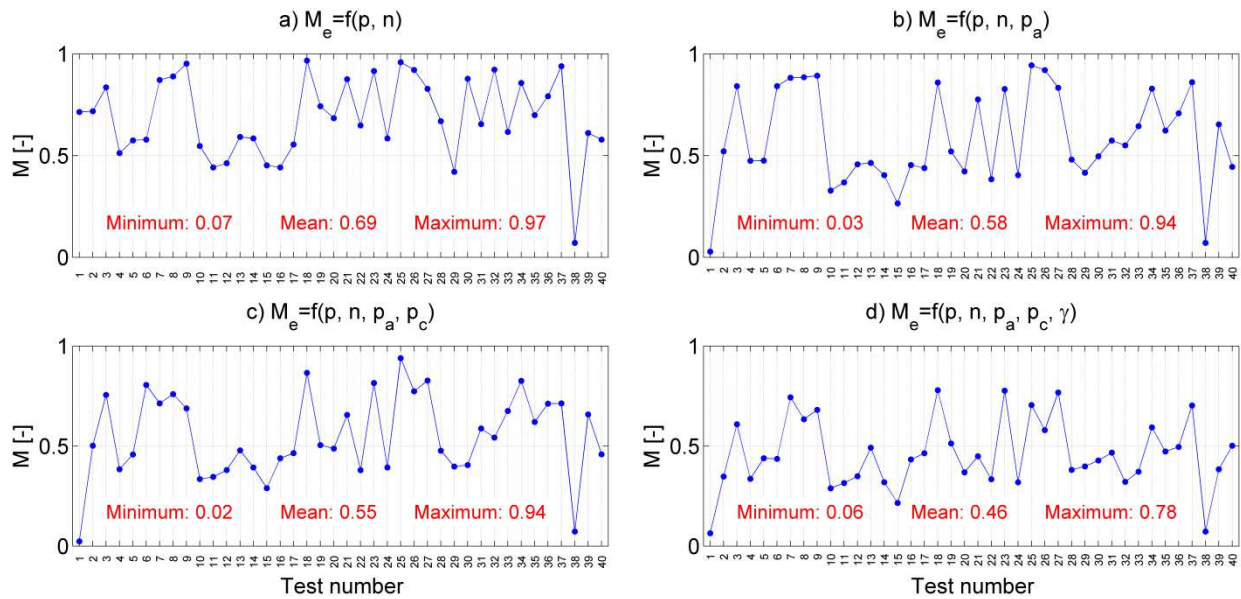 a) M_e=f(p, n)
1
0.5
0
M [-]
Minimum: 0.07 Mean: 0.69 Maximum: 0.97
1 2 3 4 5 6 7 8 9 10 11 12 13 14 15 16 17 18 19 20 21 22 23 24 25 26 27 28 29 30 31 32 33 34 35 36 37 38 39 40
b) M_e=f(p, n, p_a)
1
0.5
0
M [-]
Minimum: 0.03 Mean: 0.58 Maximum: 0.94
1 2 3 4 5 6 7 8 9 10 11 12 13 14 15 16 17 18 19 20 21 22 23 24 25 26 27 28 29 30 31 32 33 34 35 36 37 38 39 40
c) M_e=f(p, n, p_a, p_c)
1
0.5
0
M [-]
Minimum: 0.02 Mean: 0.55 Maximum: 0.94
1 2 3 4 5 6 7 8 9 10 11 12 13 14 15 16 17 18 19 20 21 22 23 24 25 26 27 28 29 30 31 32 33 34 35 36 37 38 39 40
Test number
d) M_e=f(p, n, p_a, p_c, γ)
1
0.5
0
M [-]
Minimum: 0.06 Mean: 0.46 Maximum: 0.78
1 2 3 4 5 6 7 8 9 10 11 12 13 14 15 16 17 18 19 20 21 22 23 24 25 26 27 28 29 30 31 32 33 34 35 36 37 38 39 40
Test number